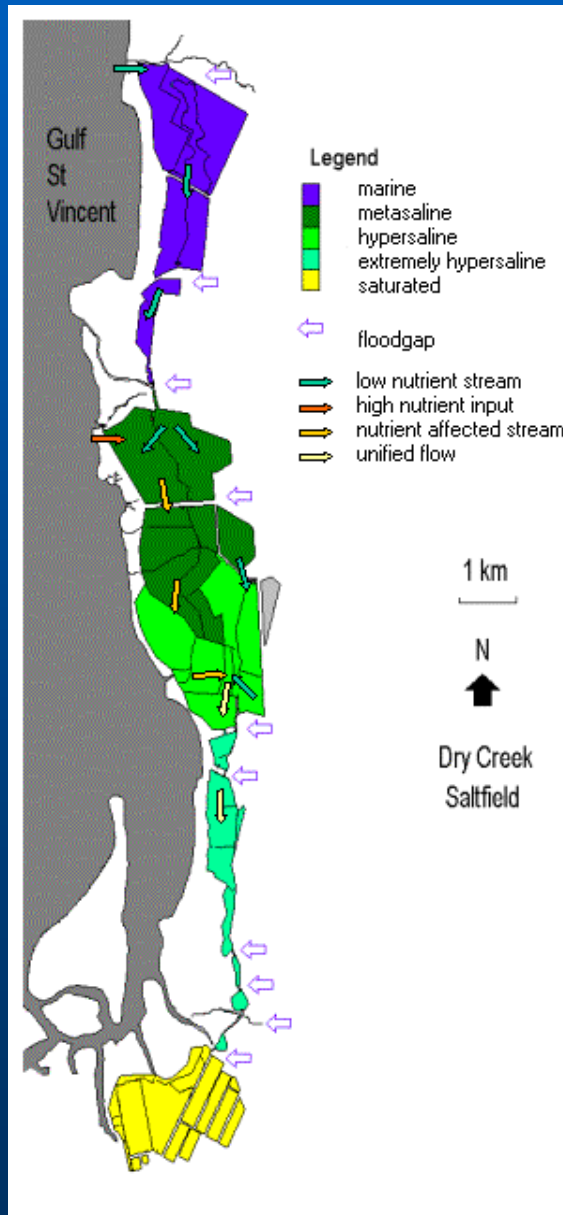 Gulf
St
Vincent
Legend
marine
metasaline
hypersaline
extremely hypersaline
saturated
floodgap
low nutrient stream
high nutrient input
nutrient affected stream
unified flow
1 km
N
Dry Creek
Saltfield